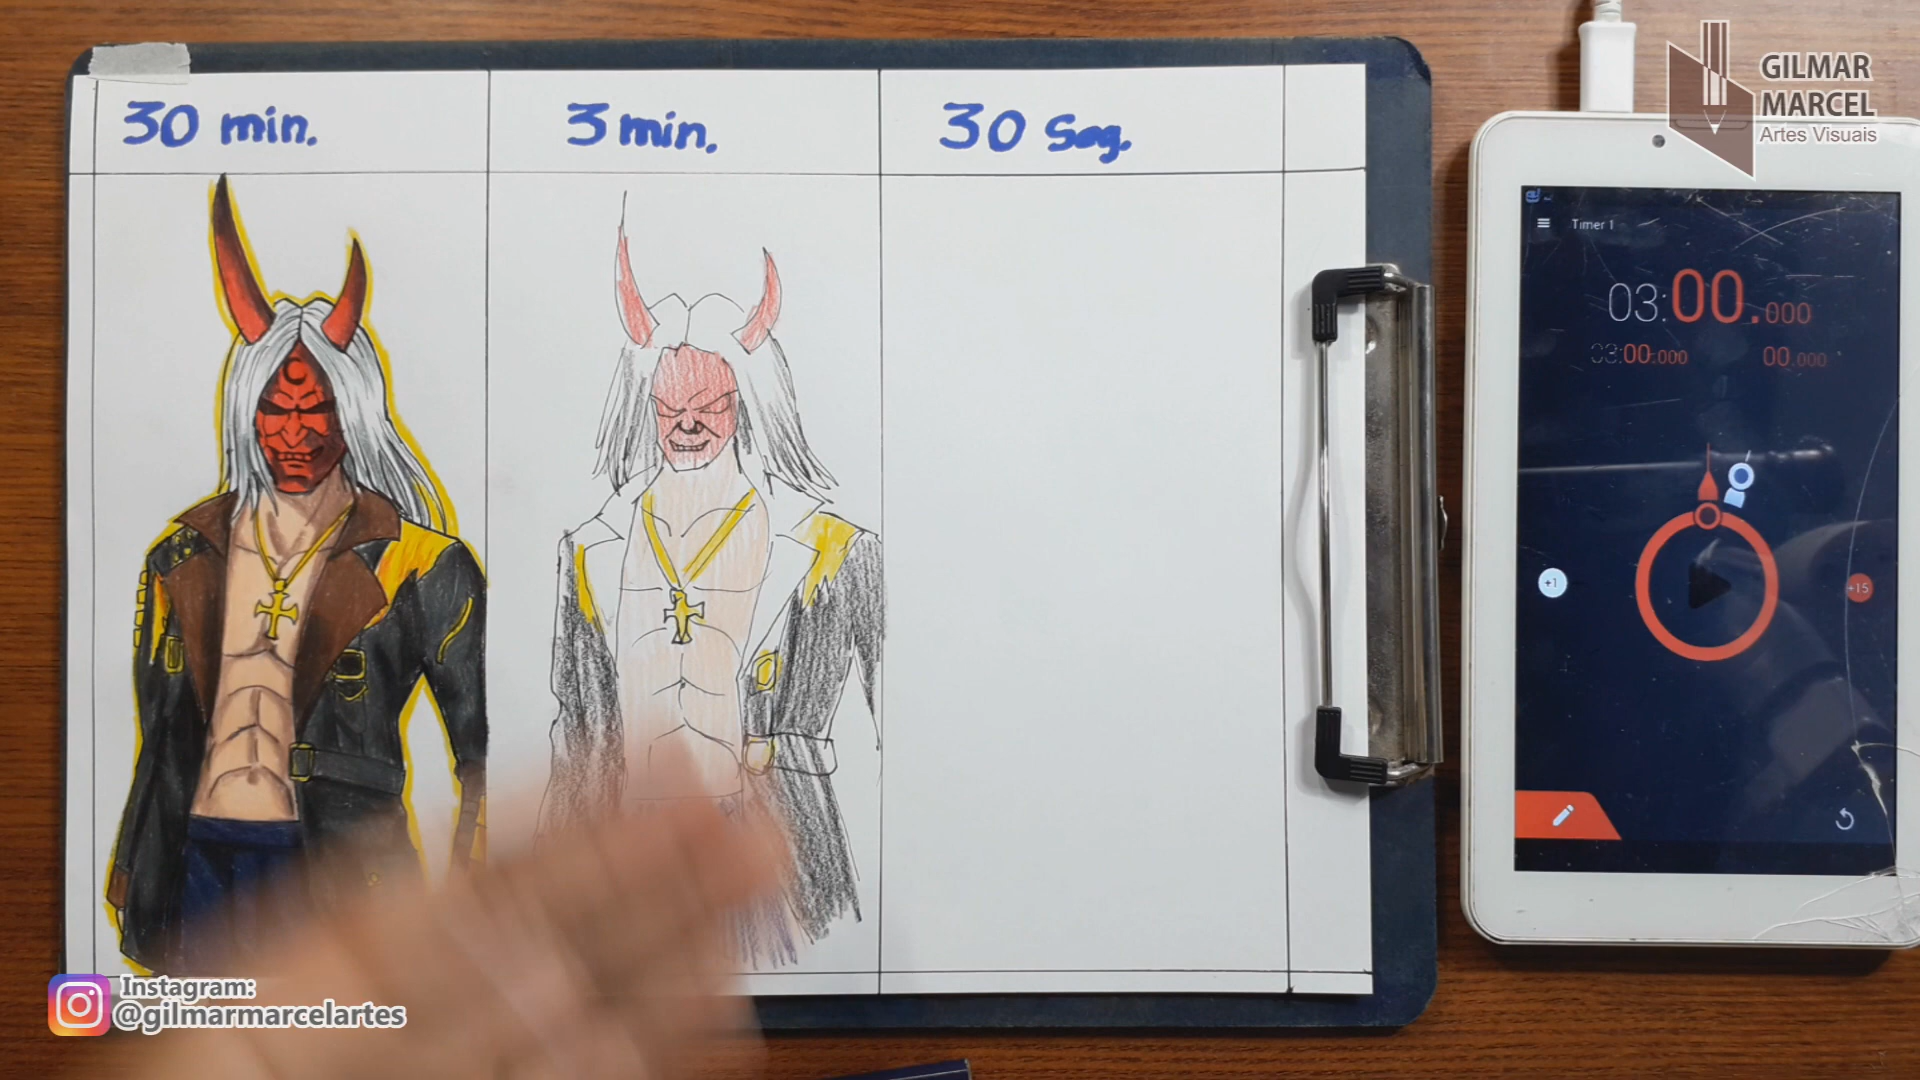 30 min.
3 min.
30 Seg.
GILMAR
MARCEL
Artes Visuais
Timer 1
03:00.000
03:00.000 00.000
+1
+15
Instagram:
@gilmarmarcelartes